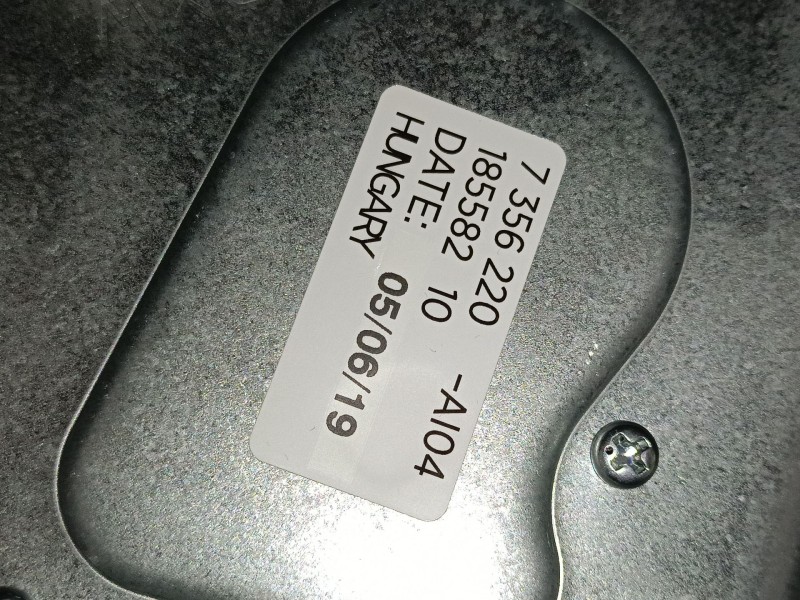 7 356 220 -AI04
185582 10
DATE: 05/06/19
HUNGARY